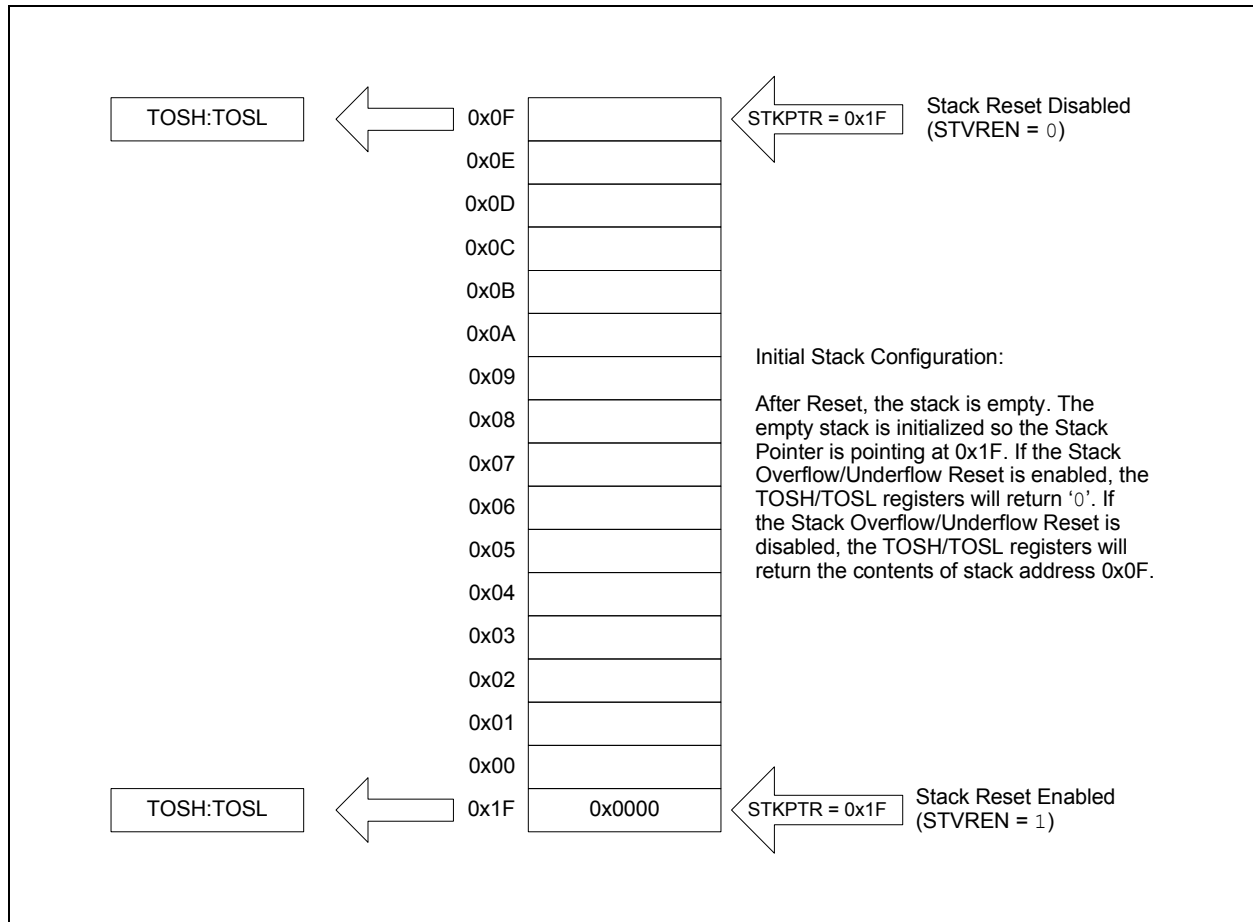 TOSH:TOSL
0x0F
STKPTR = 0x1F
Stack Reset Disabled
(STVREN = 0)
0x0E
0x0D
0x0C
0x0B
0x0A
0x09
0x08
0x07
0x06
0x05
0x04
0x03
0x02
0x01
0x00
Initial Stack Configuration:
After Reset, the stack is empty. The
empty stack is initialized so the Stack
Pointer is pointing at 0x1F. If the Stack
Overflow/Underflow Reset is enabled, the
TOSH/TOSL registers will return ‘0’. If
the Stack Overflow/Underflow Reset is
disabled, the TOSH/TOSL registers will
return the contents of stack address 0x0F.
TOSH:TOSL
0x1F
0x0000
STKPTR = 0x1F
Stack Reset Enabled
(STVREN = 1)